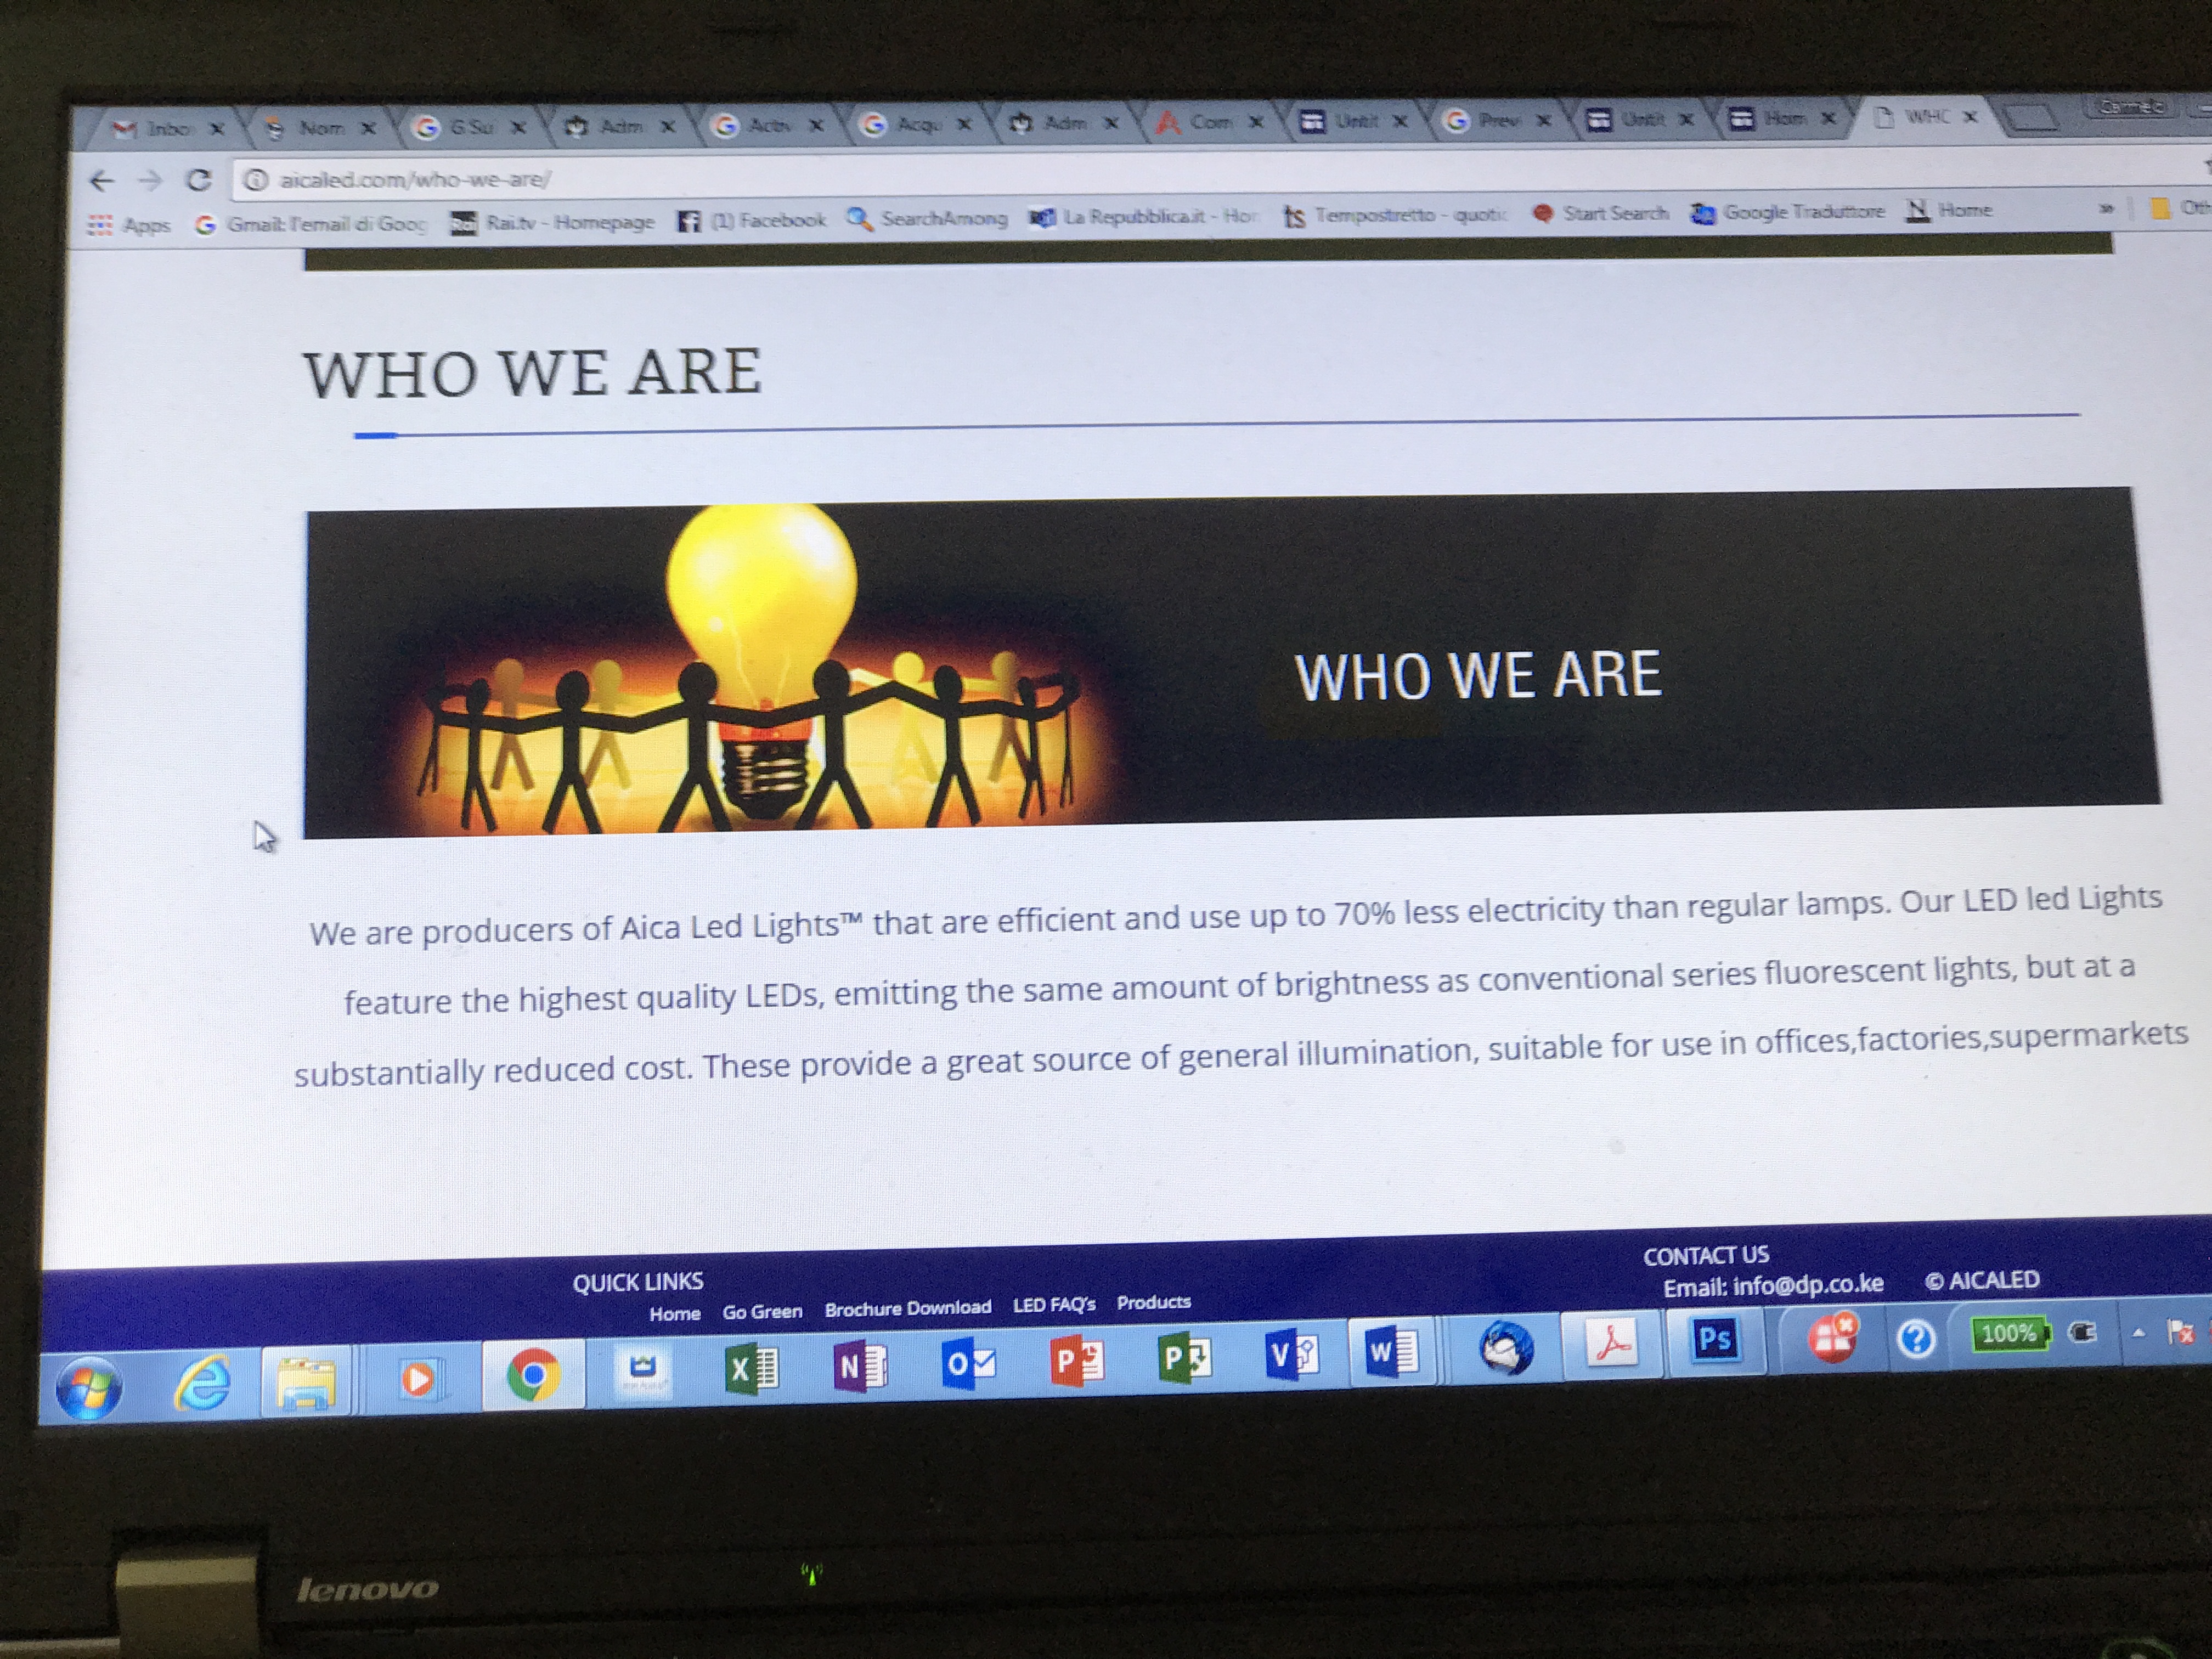 Inbo
Nom
G Su
Adm
Activ
Acqu
Adm
Com
Untit
Previ
Untit
Hom
WHO
Carmelo
aicaled.com/who-we-are/
Apps
Gmail: l'email di Goog
Rai.tv - Homepage
(1) Facebook
SearchAmong
La Repubblica.it - Hor
ts Tempostretto - quotic
Start Search
Google Traduttore
N Home
»
WHO WE ARE
WHO WE ARE
We are producers of Aica Led Lights™ that are efficient and use up to 70% less electricity than regular lamps. Our LED led Lights
feature the highest quality LEDs, emitting the same amount of brightness as conventional series fluorescent lights, but at a
substantially reduced cost. These provide a great source of general illumination, suitable for use in offices,factories,supermarkets
QUICK LINKS
Home Go Green Brochure Download LED FAQ's Products
CONTACT US
Email: info@dp.co.ke © AICALED
100%
lenovo